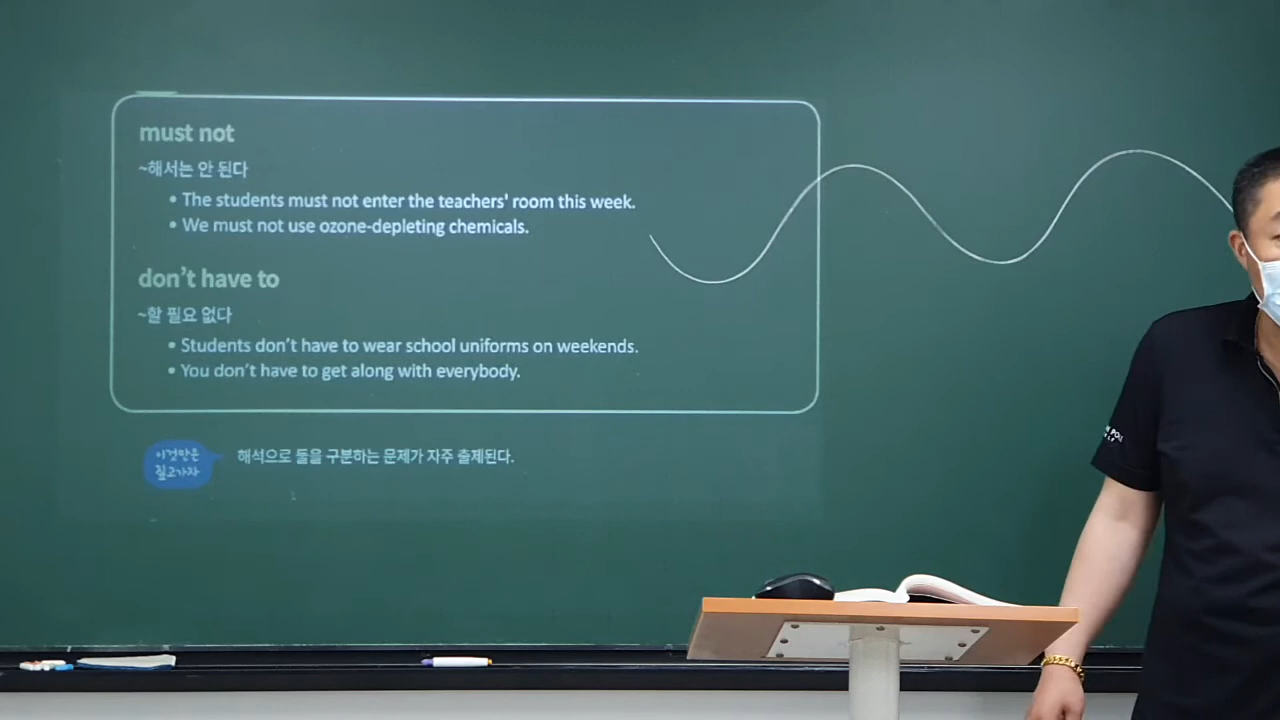 must not
~해서는 안 된다
• The students must not enter the teachers' room this week.
• We must not use ozone-depleting chemicals.
don't have to
~할 필요 없다
• Students don't have to wear school uniforms on weekends.
• You don't have to get along with everybody.
이것만은
짚고가자
해석으로 둘을 구분하는 문제가 자주 출제된다.